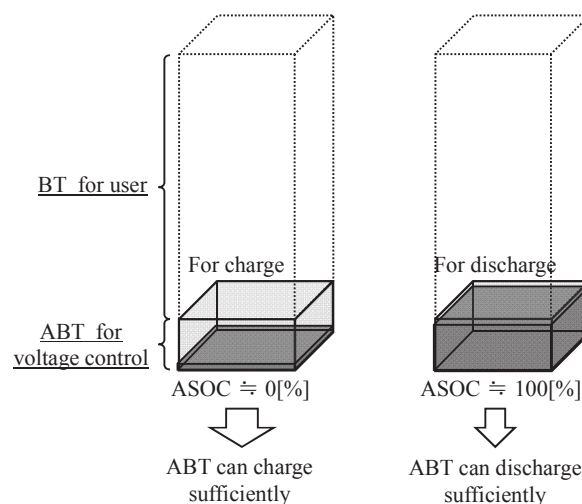 BT for user
For charge
For discharge
ABT for
voltage control
ASOC ≒ 0[%]
ASOC ≒ 100[%]
ABT can charge
sufficiently
ABT can discharge
sufficiently